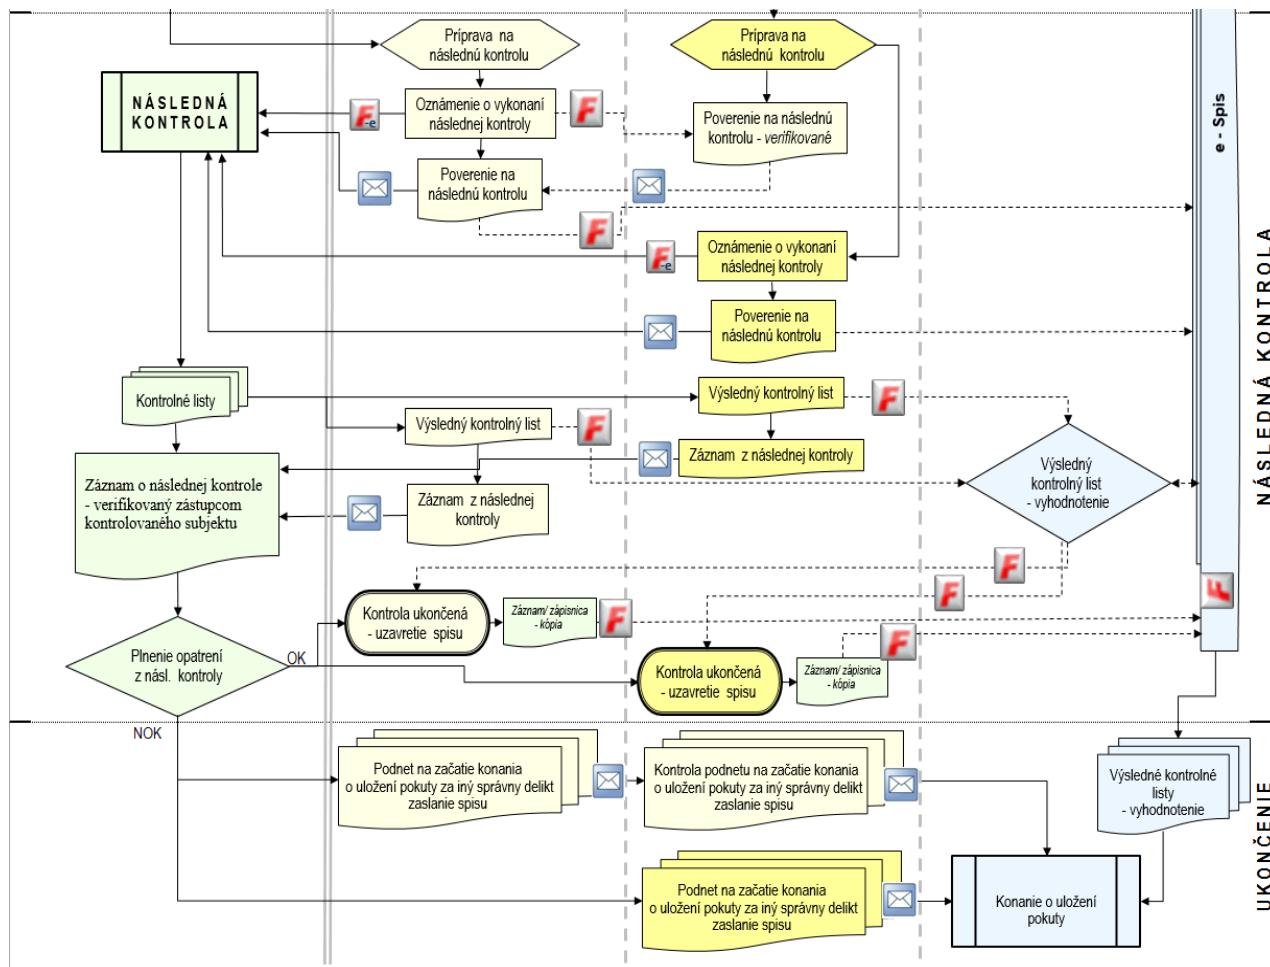 Príprava na
následnú kontrolu
Príprava na
následnú kontrolu
NÁSLEDNÁ
KONTROLA
F-e
Oznámenie o vykonaní
následnej kontroly
F
Poverenie na následnú
kontrolu - verifikované
e - Spis
Poverenie na
následnú kontrolu
F
F-e
Oznámenie o vykonaní
následnej kontroly
NÁSLEDNÁ KONTROLA
Poverenie na
následnú kontrolu
Kontrolné listy
Výsledný kontrolný list
F
Výsledný kontrolný list
F
Záznam z následnej kontroly
Výsledný
kontrolný list
- vyhodnotenie
Záznam o následnej kontrole
- verifikovaný zástupcom
kontrolovaného subjektu
Záznam z následnej
kontroly
F
F
F
Kontrola ukončená
- uzavretie spisu
Záznam/ zápisnica
- kópia
F
Plnenie opatrení
z násl. kontroly
OK
Kontrola ukončená
- uzavretie spisu
Záznam/ zápisnica
- kópia
F
NOK
Podnet na začatie konania
o uložení pokuty za iný správny delikt
zaslanie spisu
Kontrola podnetu na začatie konania
o uložení pokuty za iný správny delikt
zaslanie spisu
Výsledné kontrolné
listy
- vyhodnotenie
UKONČENIE
Podnet na začatie konania
o uložení pokuty za iný správny delikt
zaslanie spisu
Konanie o uložení
pokuty